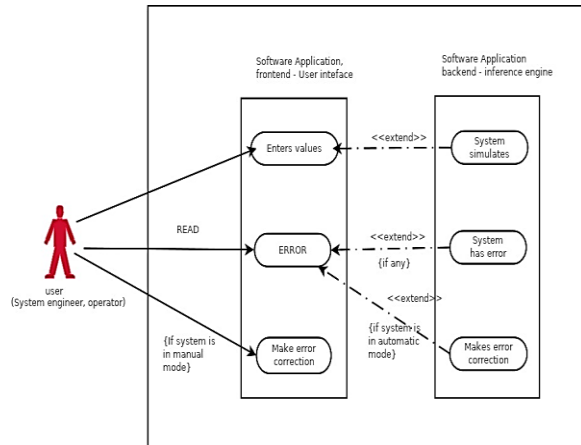 Software Application,
frontend - User inteface
Software Application
backend - inference engine
Enters values
<<extend>>
System
simulates
READ
ERROR
<<extend>>
{if any}
System
has error
user
(System engineer, operator)
<<extend>>
{If system is
in manual
mode}
Make error
correction
{if system is
in automatic
mode}
Makes error
correction